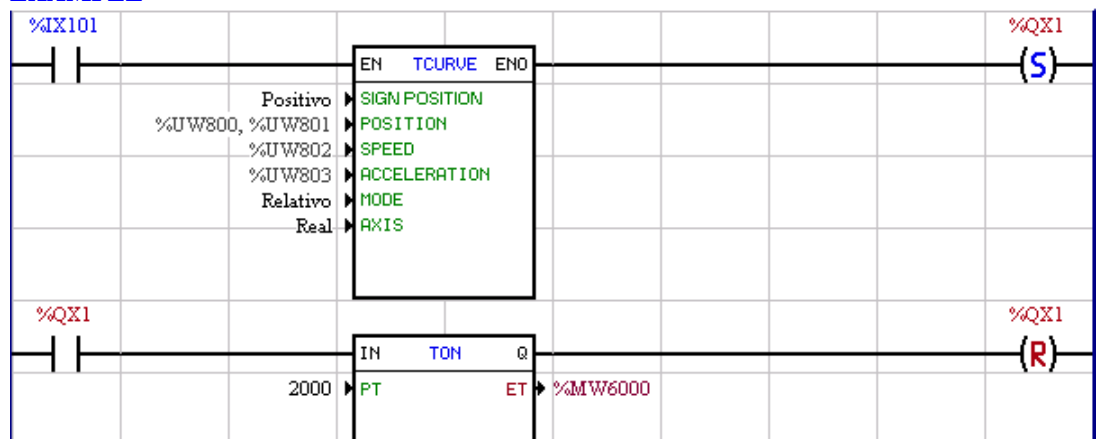 %IX101
%QX1
EN TCURVE ENO
(S)
Positivo SIGN POSITION
%UW800, %UW801 POSITION
%UW802 SPEED
%UW803 ACCELERATION
Relativo MODE
Real AXIS
%QX1
%QX1
IN TON Q
(R)
2000 PT ET %MW6000